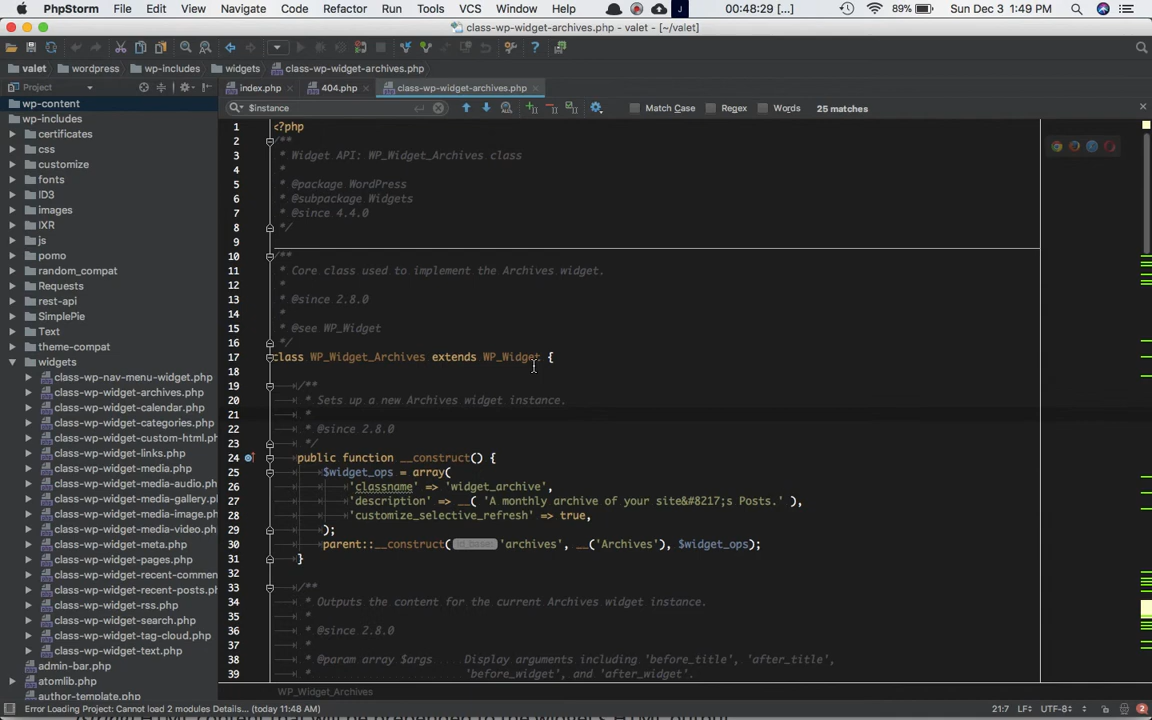 PhpStorm File Edit View Navigate Code Refactor Run Tools VCS Window Help 00:48:29 [...] 89% Sun Dec 3 1:49 PM
class-wp-widget-archives.php - valet - [~/valet]
valet wordpress wp-includes widgets class-wp-widget-archives.php
Project index.php 404.php class-wp-widget-archives.php
wp-content
$instance Match Case Regex Words 25 matches
wp-includes
certificates
css
customize
fonts
ID3
images
IXR
js
pomo
random_compat
Requests
rest-api
SimplePie
Text
theme-compat
widgets
class-wp-nav-menu-widget.php
class-wp-widget-archives.php
class-wp-widget-calendar.php
class-wp-widget-categories.php
class-wp-widget-custom-html.ph
class-wp-widget-links.php
class-wp-widget-media.php
class-wp-widget-media-audio.php
class-wp-widget-media-gallery.ph
class-wp-widget-media-image.php
class-wp-widget-media-video.php
class-wp-widget-meta.php
class-wp-widget-pages.php
class-wp-widget-recent-commen
class-wp-widget-recent-posts.ph
class-wp-widget-rss.php
class-wp-widget-search.php
class-wp-widget-tag-cloud.php
class-wp-widget-text.php
admin-bar.php
atomlib.php
author-template.php
1 <?php
2 /**
3 * Widget API: WP_Widget_Archives class
4 *
5 * @package WordPress
6 * @subpackage Widgets
7 * @since 4.4.0
8 */
9
10 /**
11 * Core class used to implement the Archives widget.
12 *
13 * @since 2.8.0
14 *
15 * @see WP_Widget
16 */
17 class WP_Widget_Archives extends WP_Widget {
18
19 /**
20 * Sets up a new Archives widget instance.
21 *
22 * @since 2.8.0
23 */
24 public function __construct() {
25 $widget_ops = array(
26 'classname' => 'widget_archive',
27 'description' => __( 'A monthly archive of your site&#8217;s Posts.' ),
28 'customize_selective_refresh' => true,
29 );
30 parent::__construct( 'archives', __('Archives'), $widget_ops);
31 }
32
33 /**
34 * Outputs the content for the current Archives widget instance.
35 *
36 * @since 2.8.0
37 *
38 * @param array $args Display arguments including 'before_title', 'after_title',
39 'before_widget', and 'after_widget'.
WP_Widget_Archives
Error Loading Project: Cannot load 2 modules Details... (today 11:48 AM) 21:7 LF÷ UTF-8÷ 2